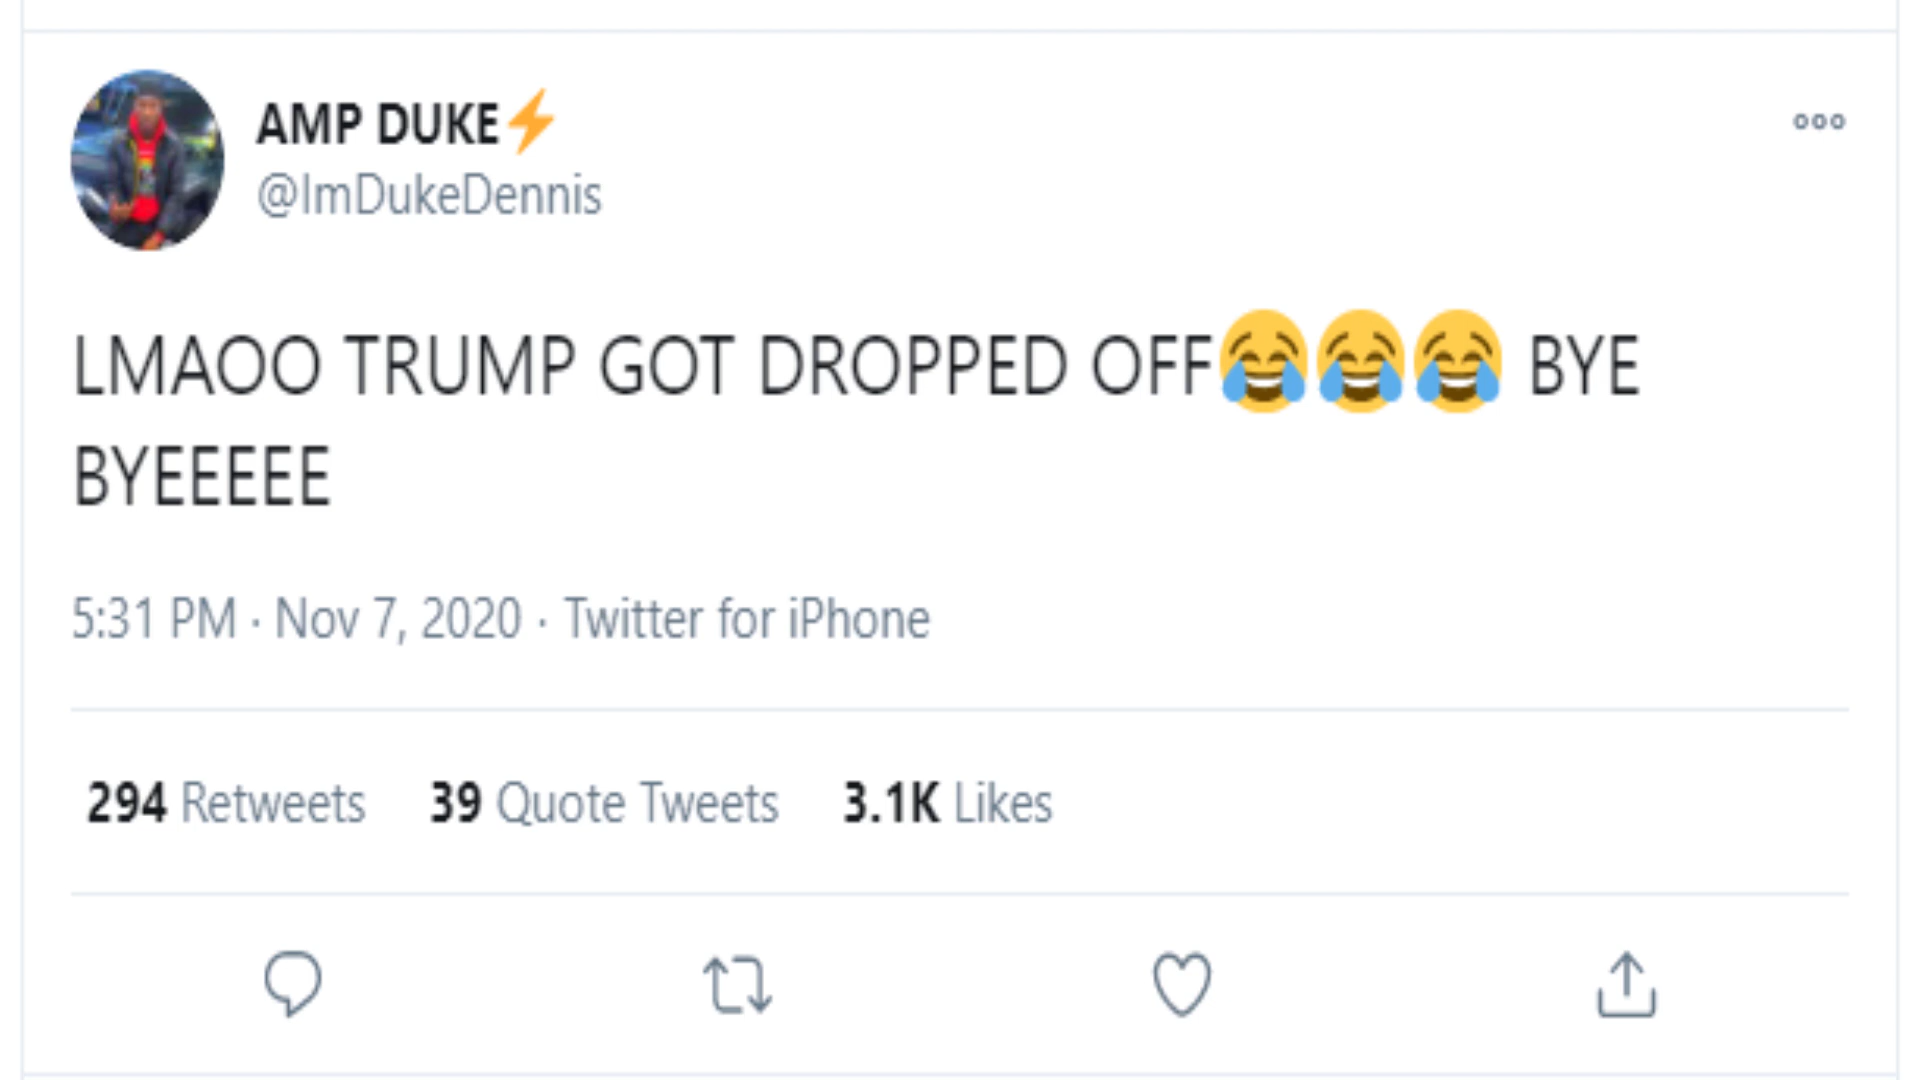 AMP DUKE⚡
@ImDukeDennis
LMAOO TRUMP GOT DROPPED OFF😂😂😂 BYE
BYEEEEE
5:31 PM · Nov 7, 2020 · Twitter for iPhone
294 Retweets 39 Quote Tweets 3.1K Likes